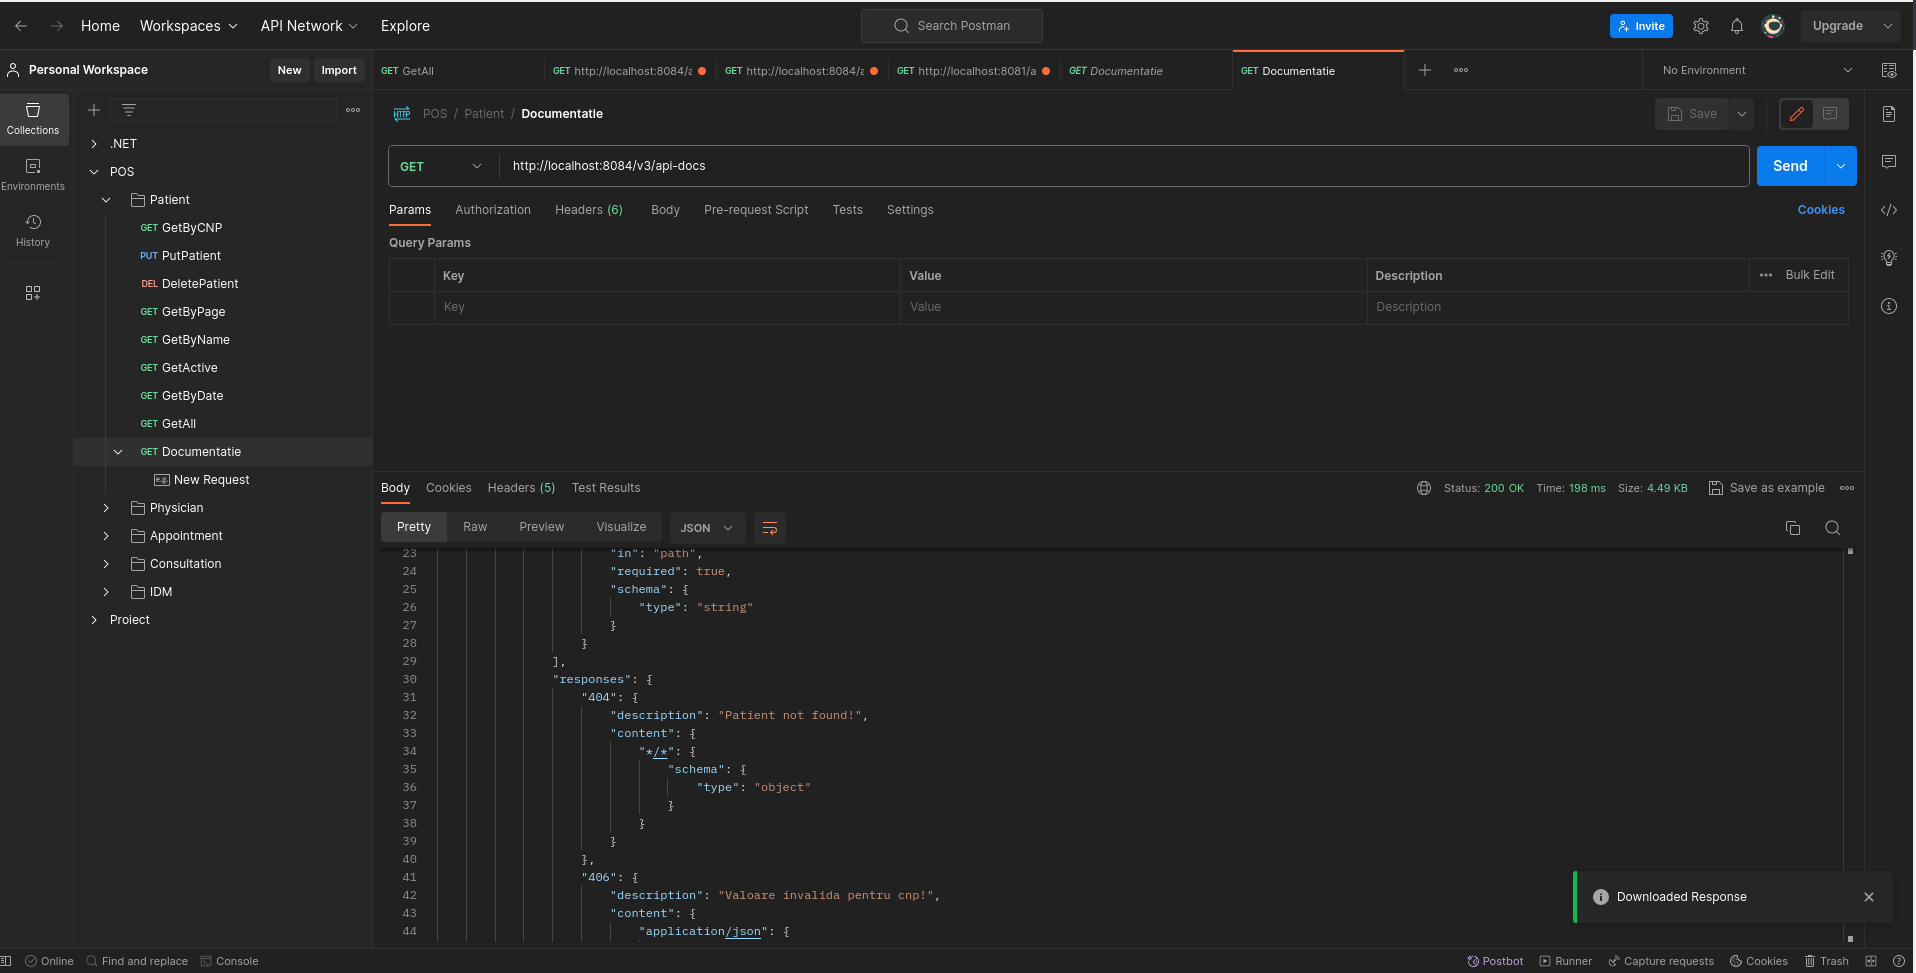 Home Workspaces API Network Explore Search Postman Invite Upgrade
Personal Workspace New Import
GET GetAll GET http://localhost:8084/a GET http://localhost:8084/a GET http://localhost:8081/a GET Documentatie GET Documentatie No Environment
Collections
Environments
History
.NET
POS
Patient
GET GetByCNP
PUT PutPatient
DEL DeletePatient
GET GetByPage
GET GetByName
GET GetActive
GET GetByDate
GET GetAll
GET Documentatie
e.g. New Request
Physician
Appointment
Consultation
IDM
Proiect
HTTP POS / Patient / Documentatie Save
GET http://localhost:8084/v3/api-docs Send
Params Authorization Headers (6) Body Pre-request Script Tests Settings Cookies
Query Params
Key Value Description Bulk Edit
Key Value Description
Body Cookies Headers (5) Test Results Status: 200 OK Time: 198 ms Size: 4.49 KB Save as example
Pretty Raw Preview Visualize JSON
23 "in": "path",
24 "required": true,
25 "schema": {
26 "type": "string"
27 }
28 }
29 ],
30 "responses": {
31 "404": {
32 "description": "Patient not found!",
33 "content": {
34 "*/*": {
35 "schema": {
36 "type": "object"
37 }
38 }
39 }
40 },
41 "406": {
42 "description": "Valoare invalida pentru cnp!",
43 "content": {
44 "application/json": {
Downloaded Response
Online Find and replace Console Postbot Runner Capture requests Cookies Trash